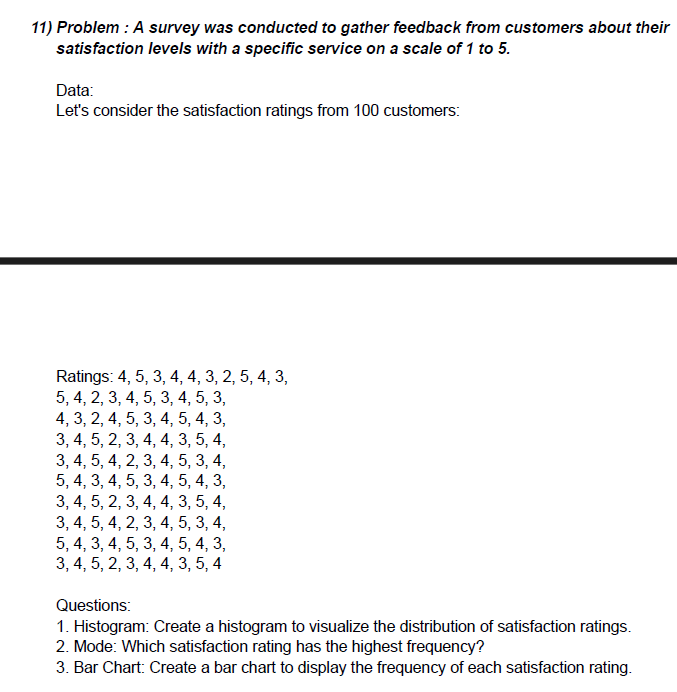 11) Problem : A survey was conducted to gather feedback from customers about their
satisfaction levels with a specific service on a scale of 1 to 5.
Data:
Let's consider the satisfaction ratings from 100 customers:
Ratings: 4, 5, 3, 4, 4, 3, 2, 5, 4, 3,
5, 4, 2, 3, 4, 5, 3, 4, 5, 3,
4, 3, 2, 4, 5, 3, 4, 5, 4, 3,
3, 4, 5, 2, 3, 4, 4, 3, 5, 4,
3, 4, 5, 4, 2, 3, 4, 5, 3, 4,
5, 4, 3, 4, 5, 3, 4, 5, 4, 3,
3, 4, 5, 2, 3, 4, 4, 3, 5, 4,
3, 4, 5, 4, 2, 3, 4, 5, 3, 4,
5, 4, 3, 4, 5, 3, 4, 5, 4, 3,
3, 4, 5, 2, 3, 4, 4, 3, 5, 4
Questions:
1. Histogram: Create a histogram to visualize the distribution of satisfaction ratings.
2. Mode: Which satisfaction rating has the highest frequency?
3. Bar Chart: Create a bar chart to display the frequency of each satisfaction rating.